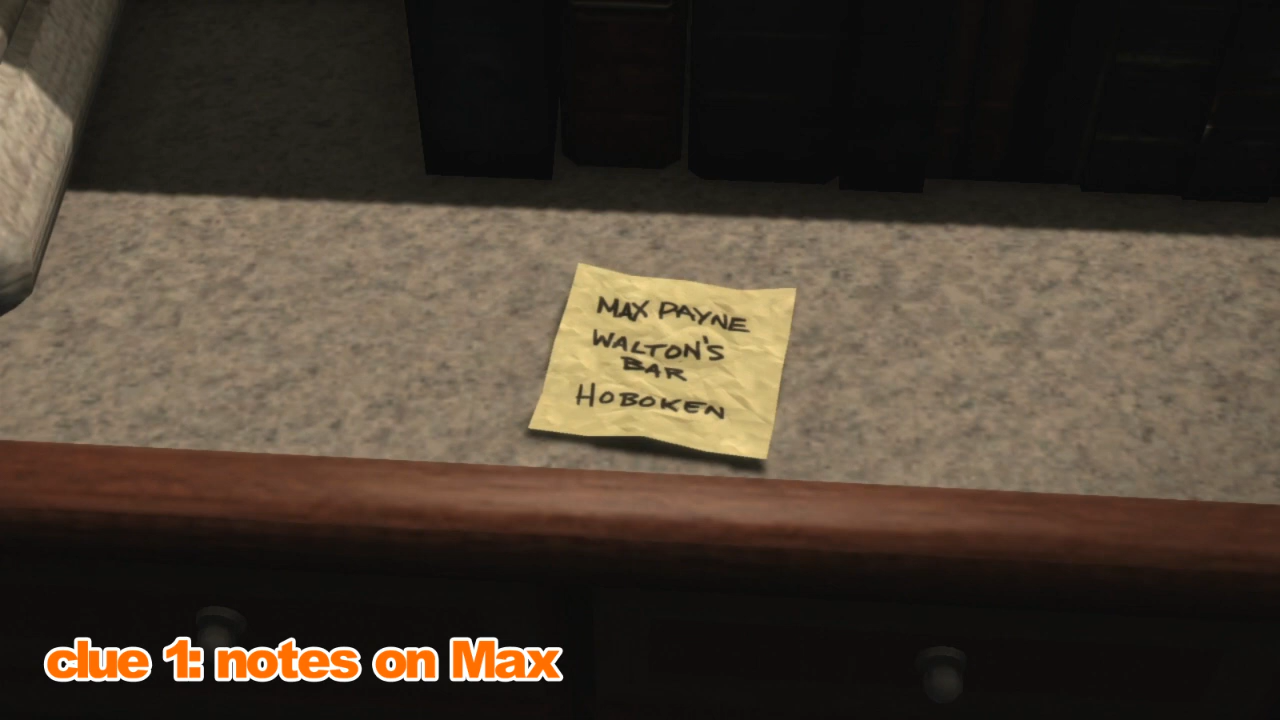 MAX PAYNE
WALTON'S
BAR
HOBOKEN
clue 1: notes on Max